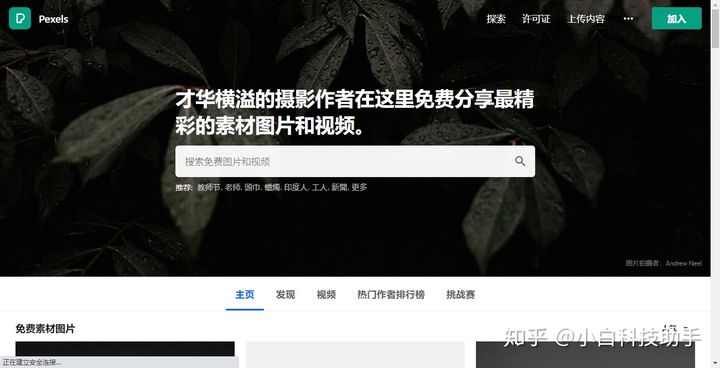 Pexels
探索 许可证 上传内容 ··· 加入
才华横溢的摄影作者在这里免费分享最精
彩的素材图片和视频。
搜索免费图片和视频
推荐: 教师节, 老师, 頭巾, 蠟燭, 印度人, 工人, 新聞, 更多
图片拍摄者: Andrew Neel
主页 发现 视频 热门作者排行榜 挑战赛
免费素材图片
知乎 @小白科技助手
正在建立安全连接...